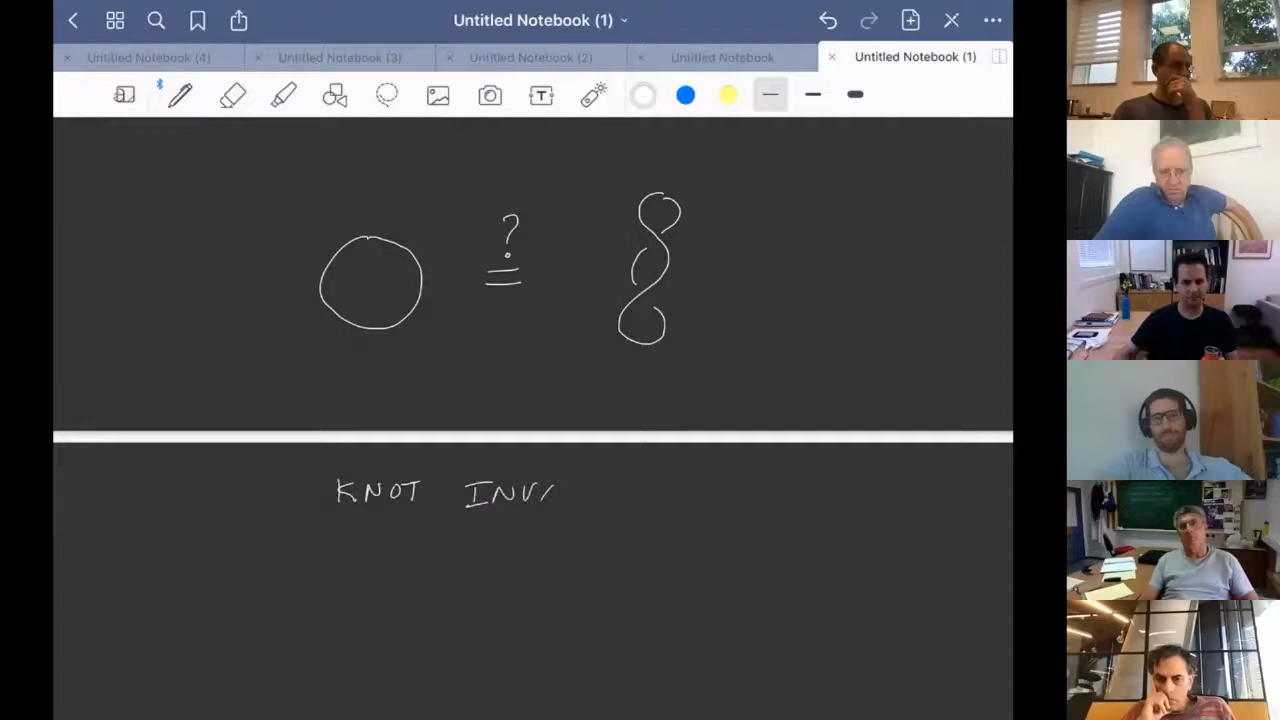 Untitled Notebook (1)
Untitled Notebook (4)
Untitled Notebook (3)
Untitled Notebook (2)
Untitled Notebook
Untitled Notebook (1)
T
?
=
KNOT INV